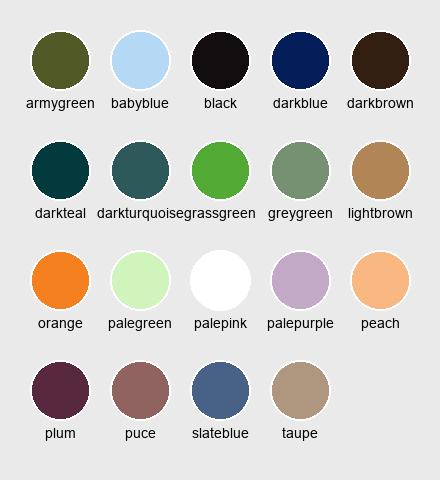 armygreen babyblue black darkblue darkbrown
darkteal darkturquoise grassgreen greygreen lightbrown
orange palegreen palepink palepurple peach
plum puce slateblue taupe